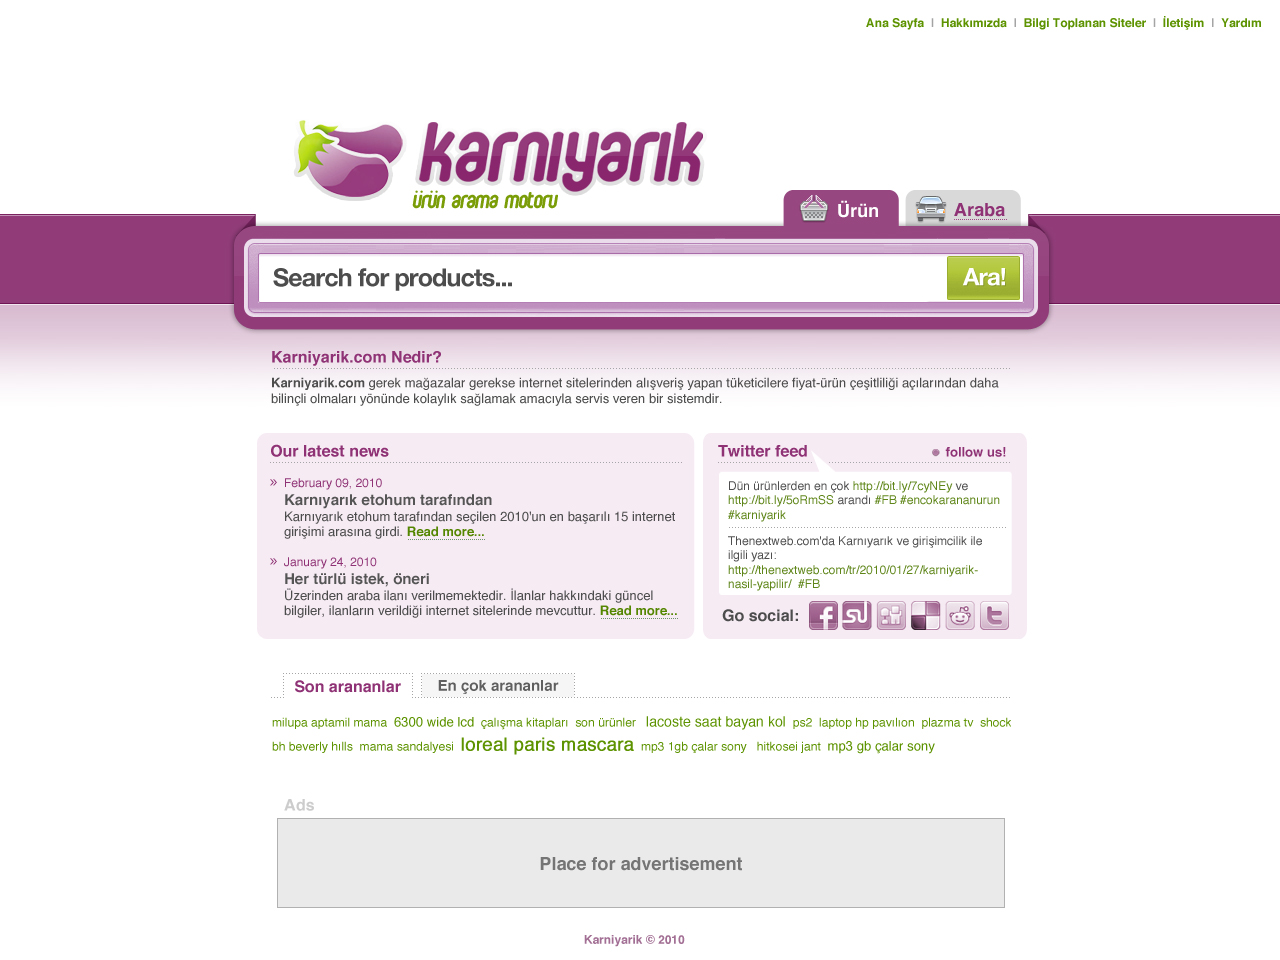 Ana Sayfa | Hakkımızda | Bilgi Toplanan Siteler | İletişim | Yardım
karnıyarık
ürün arama motoru
Ürün
Araba
Search for products...
Ara!
Karniyarik.com Nedir?
Karniyarik.com gerek mağazalar gerekse internet sitelerinden alışveriş yapan tüketicilere fiyat-ürün çeşitliliği açılarından daha
bilinçli olmaları yönünde kolaylık sağlamak amacıyla servis veren bir sistemdir.
Our latest news
» February 09, 2010
Karnıyarık etohum tarafından
Karnıyarık etohum tarafından seçilen 2010'un en başarılı 15 internet
girişimi arasına girdi. Read more...
» January 24, 2010
Her türlü istek, öneri
Üzerinden araba ilanı verilmemektedir. İlanlar hakkındaki güncel
bilgiler, ilanların verildiği internet sitelerinde mevcuttur. Read more...
Twitter feed
follow us!
Dün ürünlerden en çok http://bit.ly/7cyNEy ve
http://bit.ly/5oRmSS arandı #FB #encokarananurun
#karniyarik
Thenextweb.com'da Karnıyarık ve girişimcilik ile
ilgili yazı:
http://thenextweb.com/tr/2010/01/27/karniyarik-
nasil-yapilir/ #FB
Go social:
Son arananlar
En çok arananlar
milupa aptamil mama 6300 wide lcd çalışma kitapları son ürünler lacoste saat bayan kol ps2 laptop hp pavılıon plazma tv shock
bh beverly hılls mama sandalyesi loreal paris mascara mp3 1gb çalar sony hitkosei jant mp3 gb çalar sony
Ads
Place for advertisement
Karniyarik © 2010